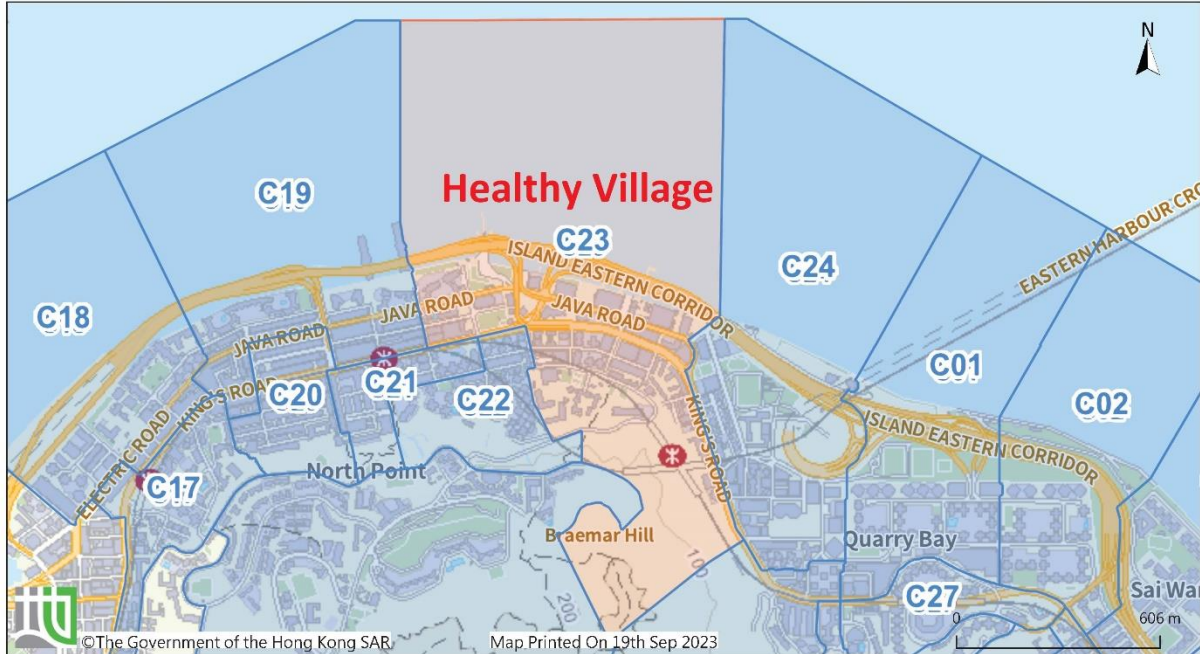 N
Healthy Village
C19
C23
ISLAND EASTERN CORRIDOR
C24
EASTERN HARBOUR CRO
C18
JAVA ROAD
JAVA ROAD
JAVA ROAD
C01
C21
KING'S ROAD
C20
C22
C02
ELECTRIC ROAD
KING'S ROAD
ISLAND EASTERN CORRIDOR
North Point
C17
Braemar Hill
Quarry Bay
100
200
C27
Sai Wan
0
606 m
©The Government of the Hong Kong SAR
Map Printed On 19th Sep 2023